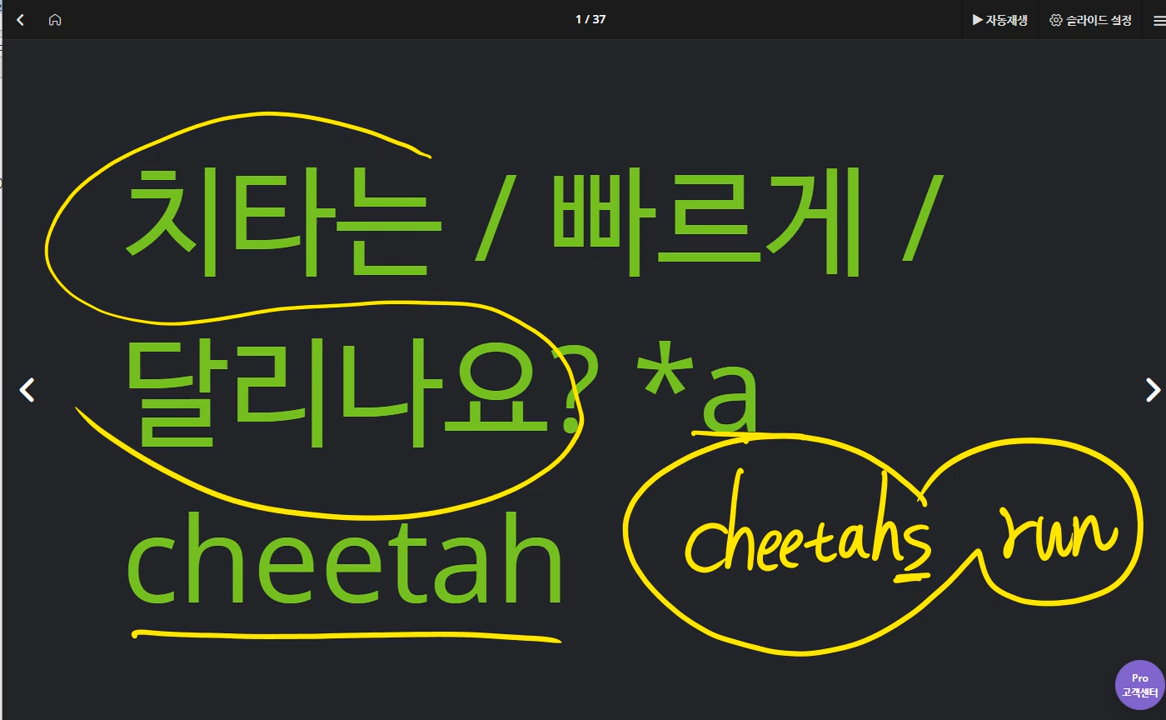 1 / 37
▶ 자동재생
슬라이드 설정
치타는 / 빠르게 /
달리나요? *a
cheetah
cheetahs run
Pro
고객센터